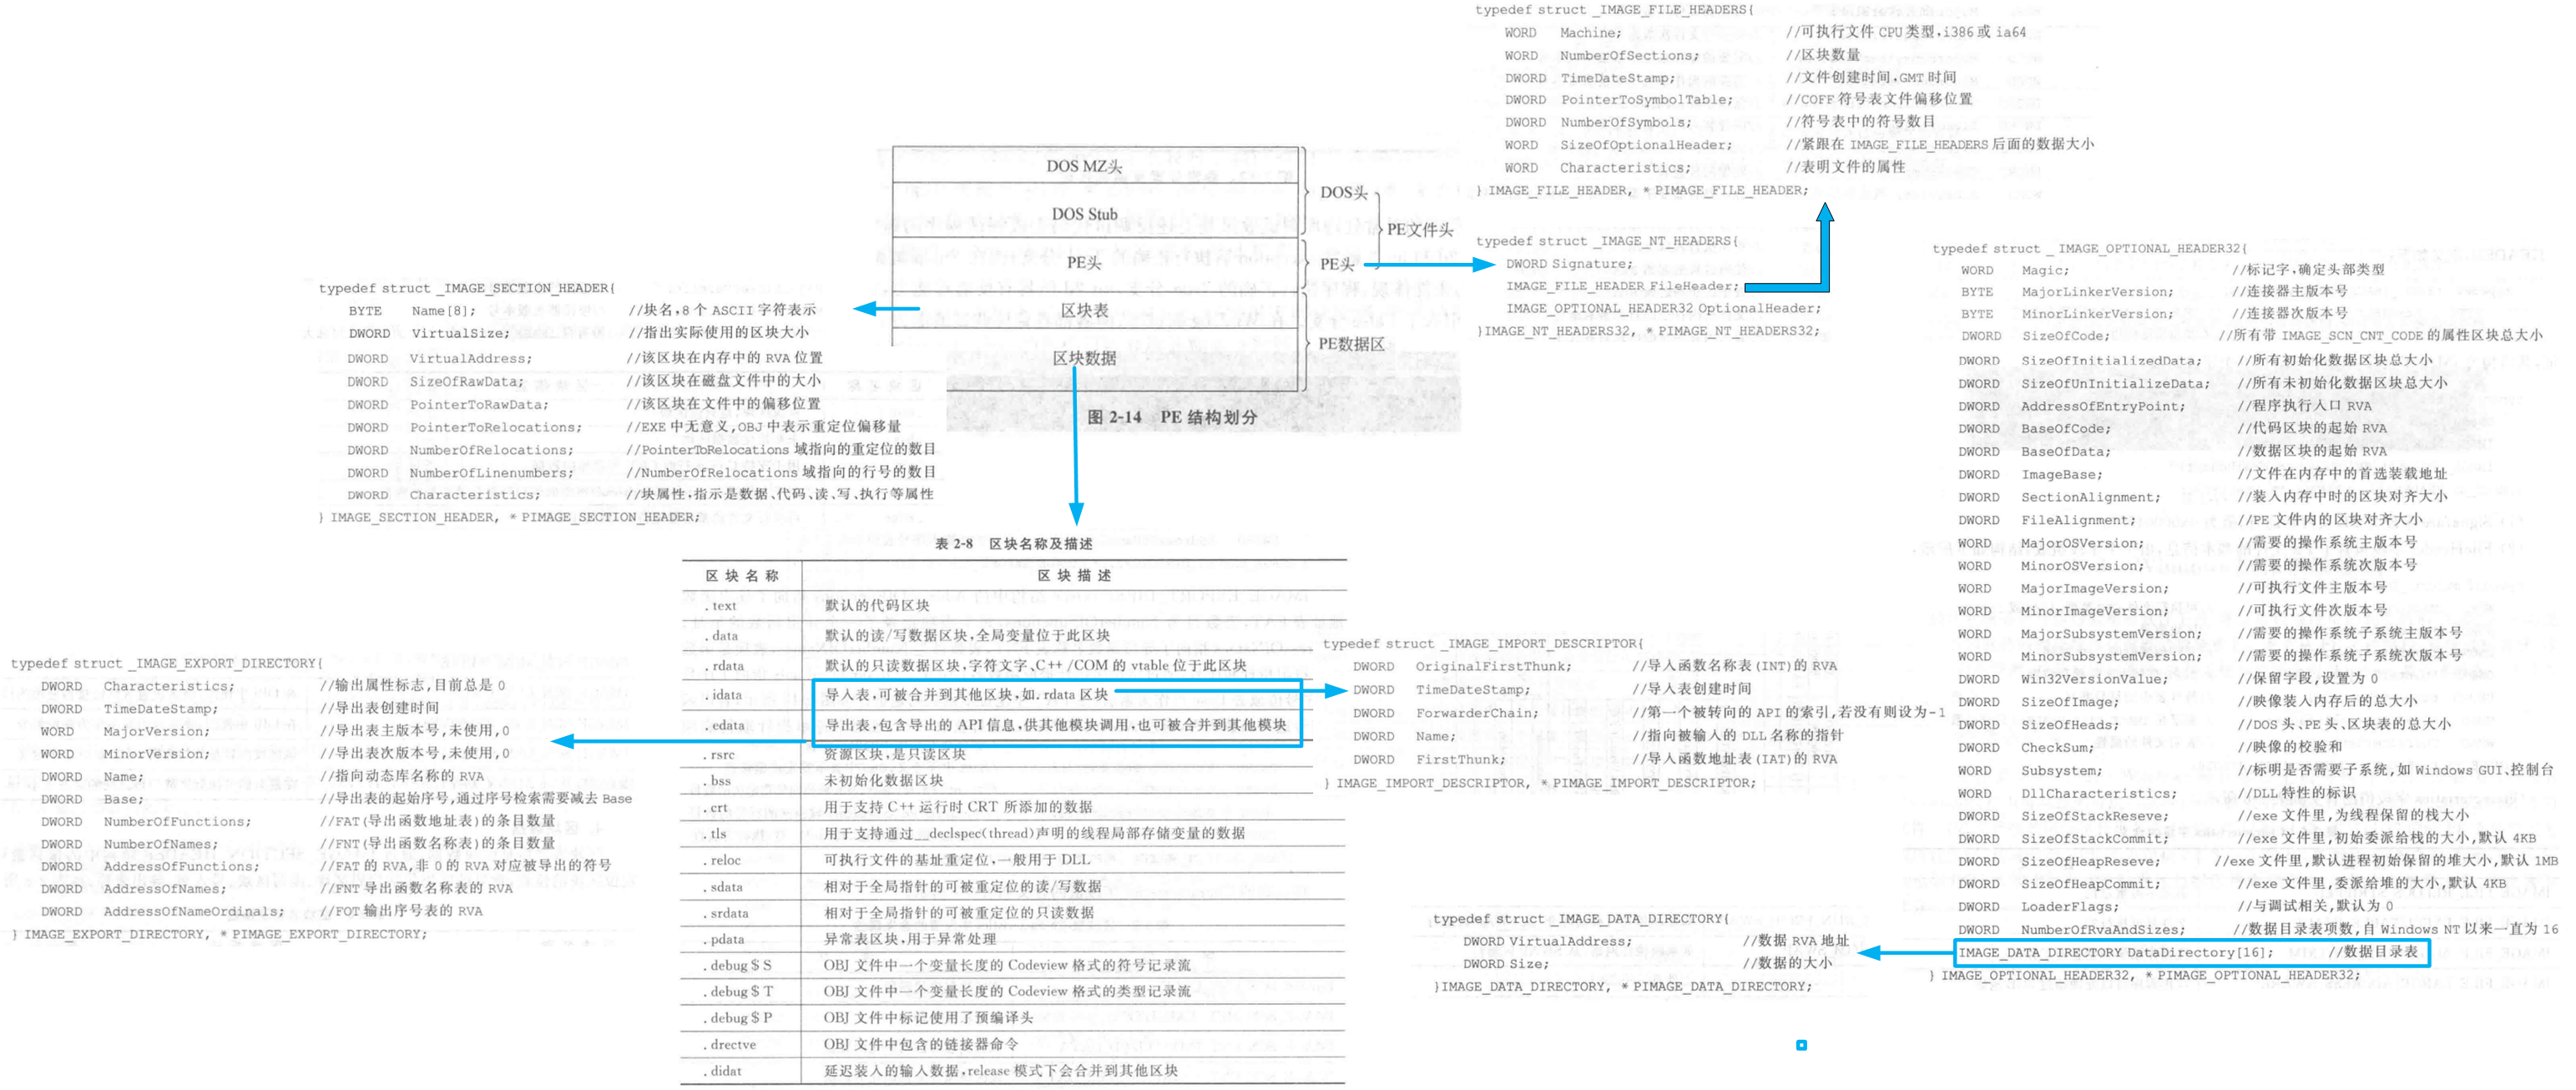 typedef struct _IMAGE_FILE_HEADERS{
WORD Machine; //可执行文件 CPU 类型,i386 或 ia64
WORD NumberOfSections; //区块数量
DWORD TimeDateStamp; //文件创建时间,GMT 时间
DWORD PointerToSymbolTable; //COFF 符号表文件偏移位置
DWORD NumberOfSymbols; //符号表中的符号数目
WORD SizeOfOptionalHeader; //紧跟在 IMAGE_FILE_HEADERS 后面的数据大小
WORD Characteristics; //表明文件的属性
} IMAGE_FILE_HEADER, * PIMAGE_FILE_HEADER;
DOS MZ头
DOS Stub
PE头
区块表
区块数据
DOS头
PE头
PE文件头
PE数据区
图 2-14 PE 结构划分
typedef struct _IMAGE_NT_HEADERS{
DWORD Signature;
IMAGE_FILE_HEADER FileHeader;
IMAGE_OPTIONAL_HEADER32 OptionalHeader;
}IMAGE_NT_HEADERS32, * PIMAGE_NT_HEADERS32;
typedef struct _IMAGE_OPTIONAL_HEADER32{
WORD Magic; //标记字,确定头部类型
BYTE MajorLinkerVersion; //连接器主版本号
BYTE MinorLinkerVersion; //连接器次版本号
DWORD SizeOfCode; //所有带 IMAGE_SCN_CNT_CODE 的属性区块总大小
DWORD SizeOfInitializedData; //所有初始化数据区块总大小
DWORD SizeOfUnInitializeData; //所有未初始化数据区块总大小
DWORD AddressOfEntryPoint; //程序执行入口 RVA
DWORD BaseOfCode; //代码区块的起始 RVA
DWORD BaseOfData; //数据区块的起始 RVA
DWORD ImageBase; //文件在内存中的首选装载地址
DWORD SectionAlignment; //装入内存中时的区块对齐大小
DWORD FileAlignment; //PE 文件内的区块对齐大小
WORD MajorOSVersion; //需要的操作系统主版本号
WORD MinorOSVersion; //需要的操作系统次版本号
WORD MajorImageVersion; //可执行文件主版本号
WORD MinorImageVersion; //可执行文件次版本号
WORD MajorSubsystemVersion; //需要的操作系统子系统主版本号
WORD MinorSubsystemVersion; //需要的操作系统子系统次版本号
DWORD Win32VersionValue; //保留字段,设置为 0
DWORD SizeOfImage; //映像装入内存后的总大小
DWORD SizeOfHeads; //DOS 头、PE 头、区块表的总大小
DWORD CheckSum; //映像的校验和
WORD Subsystem; //标明是否需要子系统,如 Windows GUI、控制台
WORD DllCharacteristics; //DLL 特性的标识
DWORD SizeOfStackReseve; //exe 文件里,为线程保留的栈大小
DWORD SizeOfStackCommit; //exe 文件里,初始委派给栈的大小,默认 4KB
DWORD SizeOfHeapReseve; //exe 文件里,默认进程初始保留的堆大小,默认 1MB
DWORD SizeOfHeapCommit; //exe 文件里,委派给堆的大小,默认 4KB
DWORD LoaderFlags; //与调试相关,默认为 0
DWORD NumberOfRvaAndSizes; //数据目录表项数,自 Windows NT 以来一直为 16
IMAGE_DATA_DIRECTORY DataDirectory[16]; //数据目录表
} IMAGE_OPTIONAL_HEADER32, * PIMAGE_OPTIONAL_HEADER32;
typedef struct _IMAGE_SECTION_HEADER{
BYTE Name[8]; //块名,8 个 ASCII 字符表示
DWORD VirtualSize; //指出实际使用的区块大小
DWORD VirtualAddress; //该区块在内存中的 RVA 位置
DWORD SizeOfRawData; //该区块在磁盘文件中的大小
DWORD PointerToRawData; //该区块在文件中的偏移位置
DWORD PointerToRelocations; //EXE 中无意义,OBJ 中表示重定位偏移量
DWORD NumberOfRelocations; //PointerToRelocations 域指向的重定位的数目
DWORD NumberOfLinenumbers; //NumberOfRelocations 域指向的行号的数目
DWORD Characteristics; //块属性,指示是数据、代码、读、写、执行等属性
} IMAGE_SECTION_HEADER, * PIMAGE_SECTION_HEADER;
表 2-8 区块名称及描述
区块名称 区块描述
.text 默认的代码区块
.data 默认的读/写数据区块,全局变量位于此区块
.rdata 默认的只读数据区块,字符文字、C++/COM 的 vtable 位于此区块
.idata 导入表,可被合并到其他区块,如.rdata 区块
.edata 导出表,包含导出的 API 信息,供其他模块调用,也可被合并到其他模块
.rsrc 资源区块,是只读区块
.bss 未初始化数据区块
.crt 用于支持 C++ 运行时 CRT 所添加的数据
.tls 用于支持通过__declspec(thread)声明的线程局部存储变量的数据
.reloc 可执行文件的基址重定位,一般用于 DLL
.sdata 相对于全局指针的可被重定位的读/写数据
.srdata 相对于全局指针的可被重定位的只读数据
.pdata 异常表区块,用于异常处理
.debug $ S OBJ 文件中一个变量长度的 Codeview 格式的符号记录流
.debug $ T OBJ 文件中一个变量长度的 Codeview 格式的类型记录流
.debug $ P OBJ 文件中标记使用了预编译头
.drectve OBJ 文件中包含的链接器命令
.didat 延迟装入的输入数据,release 模式下会合并到其他区块
typedef struct _IMAGE_EXPORT_DIRECTORY{
DWORD Characteristics; //输出属性标志,目前总是 0
DWORD TimeDateStamp; //导出表创建时间
WORD MajorVersion; //导出表主版本号,未使用,0
WORD MinorVersion; //导出表次版本号,未使用,0
DWORD Name; //指向动态库名称的 RVA
DWORD Base; //导出表的起始序号,通过序号检索需要减去 Base
DWORD NumberOfFunctions; //FAT(导出函数地址表)的条目数量
DWORD NumberOfNames; //FNT(导出函数名称表)的条目数量
DWORD AddressOfFunctions; //FAT 的 RVA,非 0 的 RVA 对应被导出的符号
DWORD AddressOfNames; //FNT 导出函数名称表的 RVA
DWORD AddressOfNameOrdinals; //FOT 输出序号表的 RVA
} IMAGE_EXPORT_DIRECTORY, * PIMAGE_EXPORT_DIRECTORY;
typedef struct _IMAGE_IMPORT_DESCRIPTOR{
DWORD OriginalFirstThunk; //导入函数名称表(INT)的 RVA
DWORD TimeDateStamp; //导入表创建时间
DWORD ForwarderChain; //第一个被转向的 API 的索引,若没有则设为-1
DWORD Name; //指向被输入的 DLL 名称的指针
DWORD FirstThunk; //导入函数地址表(IAT)的 RVA
} IMAGE_IMPORT_DESCRIPTOR, * PIMAGE_IMPORT_DESCRIPTOR;
typedef struct _IMAGE_DATA_DIRECTORY{
DWORD VirtualAddress; //数据 RVA 地址
DWORD Size; //数据的大小
}IMAGE_DATA_DIRECTORY, * PIMAGE_DATA_DIRECTORY;